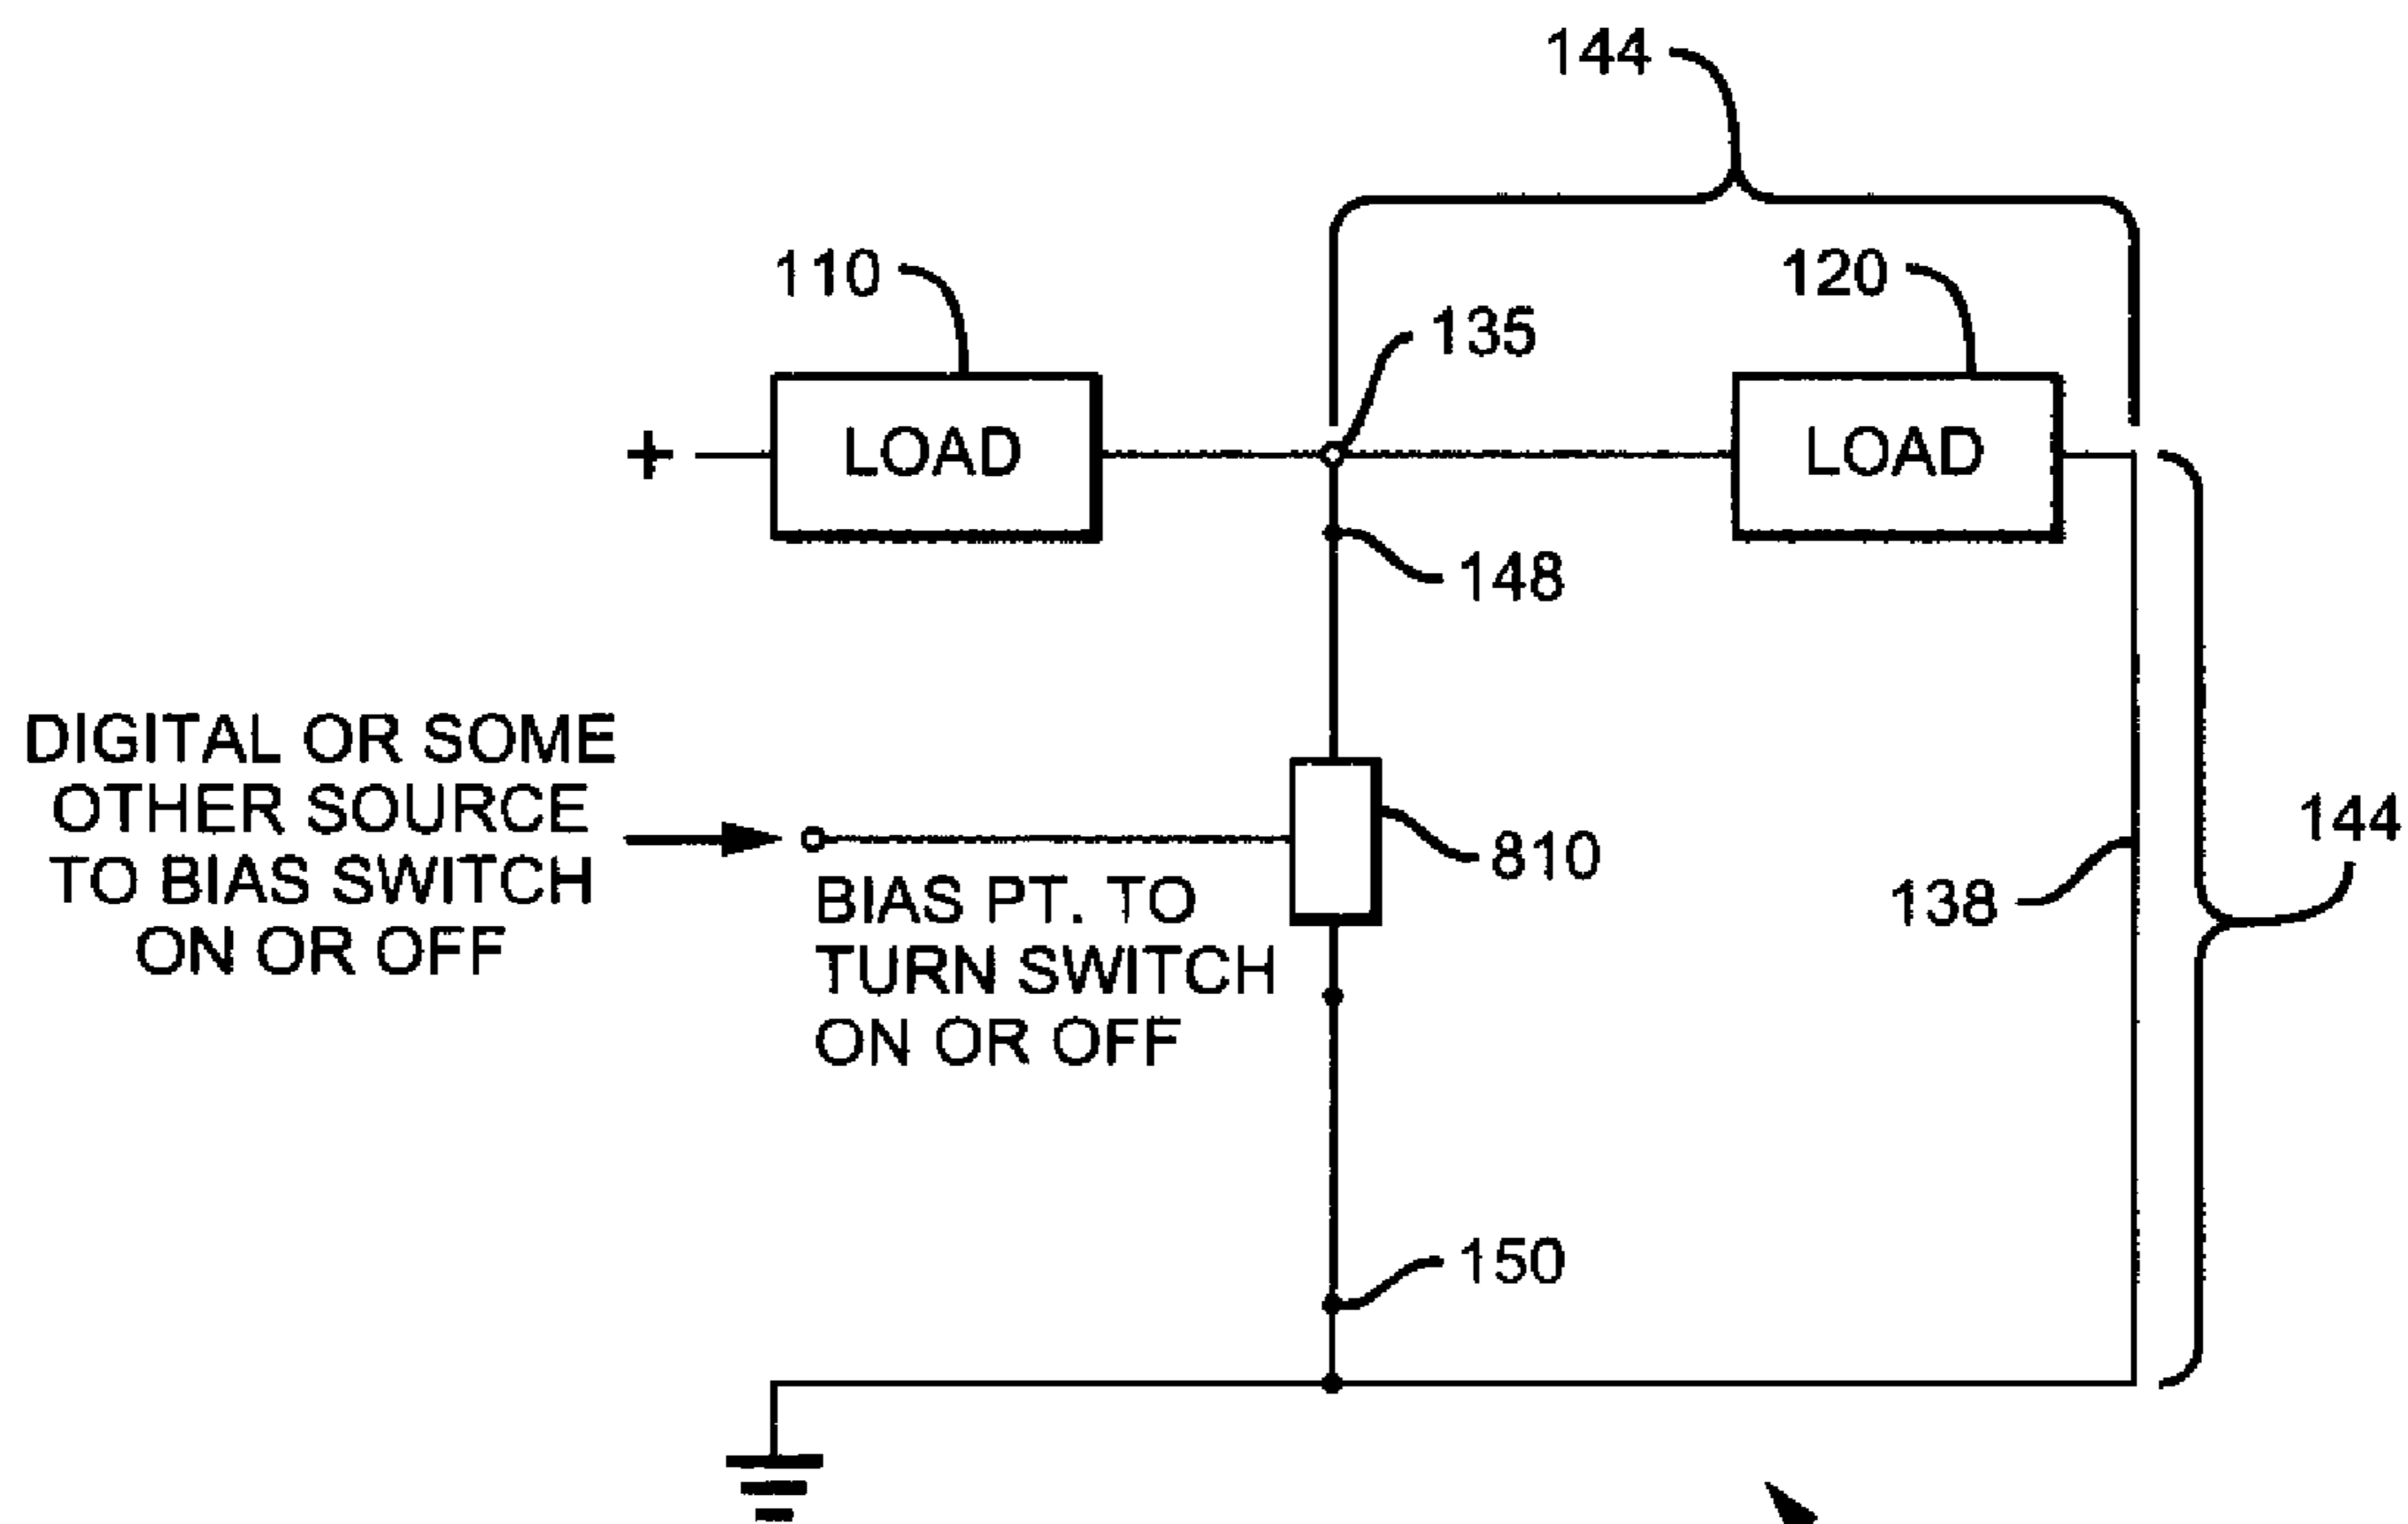 144
110
120
135
+
LOAD
LOAD
148
DIGITAL OR SOME
OTHER SOURCE
TO BIAS SWITCH
ON OR OFF
BIAS PT. TO
TURN SWITCH
ON OR OFF
810
138
144
150